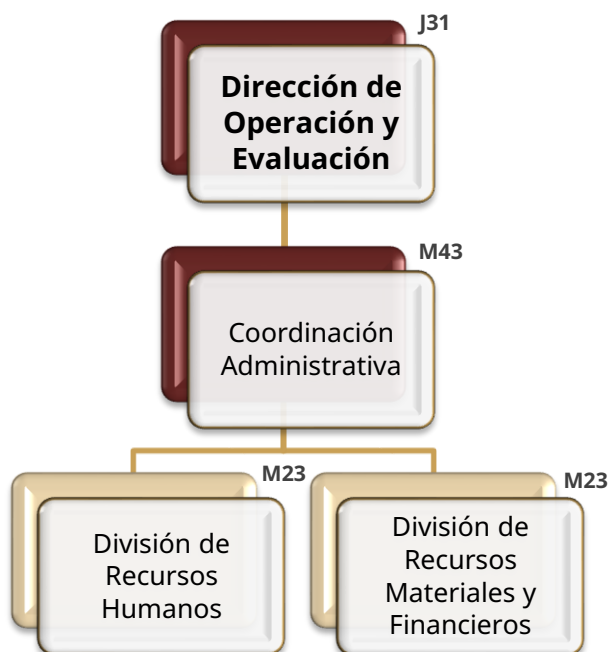 J31
Dirección de
Operación y
Evaluación
M43
Coordinación
Administrativa
M23
División de
Recursos
Humanos
M23
División de
Recursos
Materiales y
Financieros